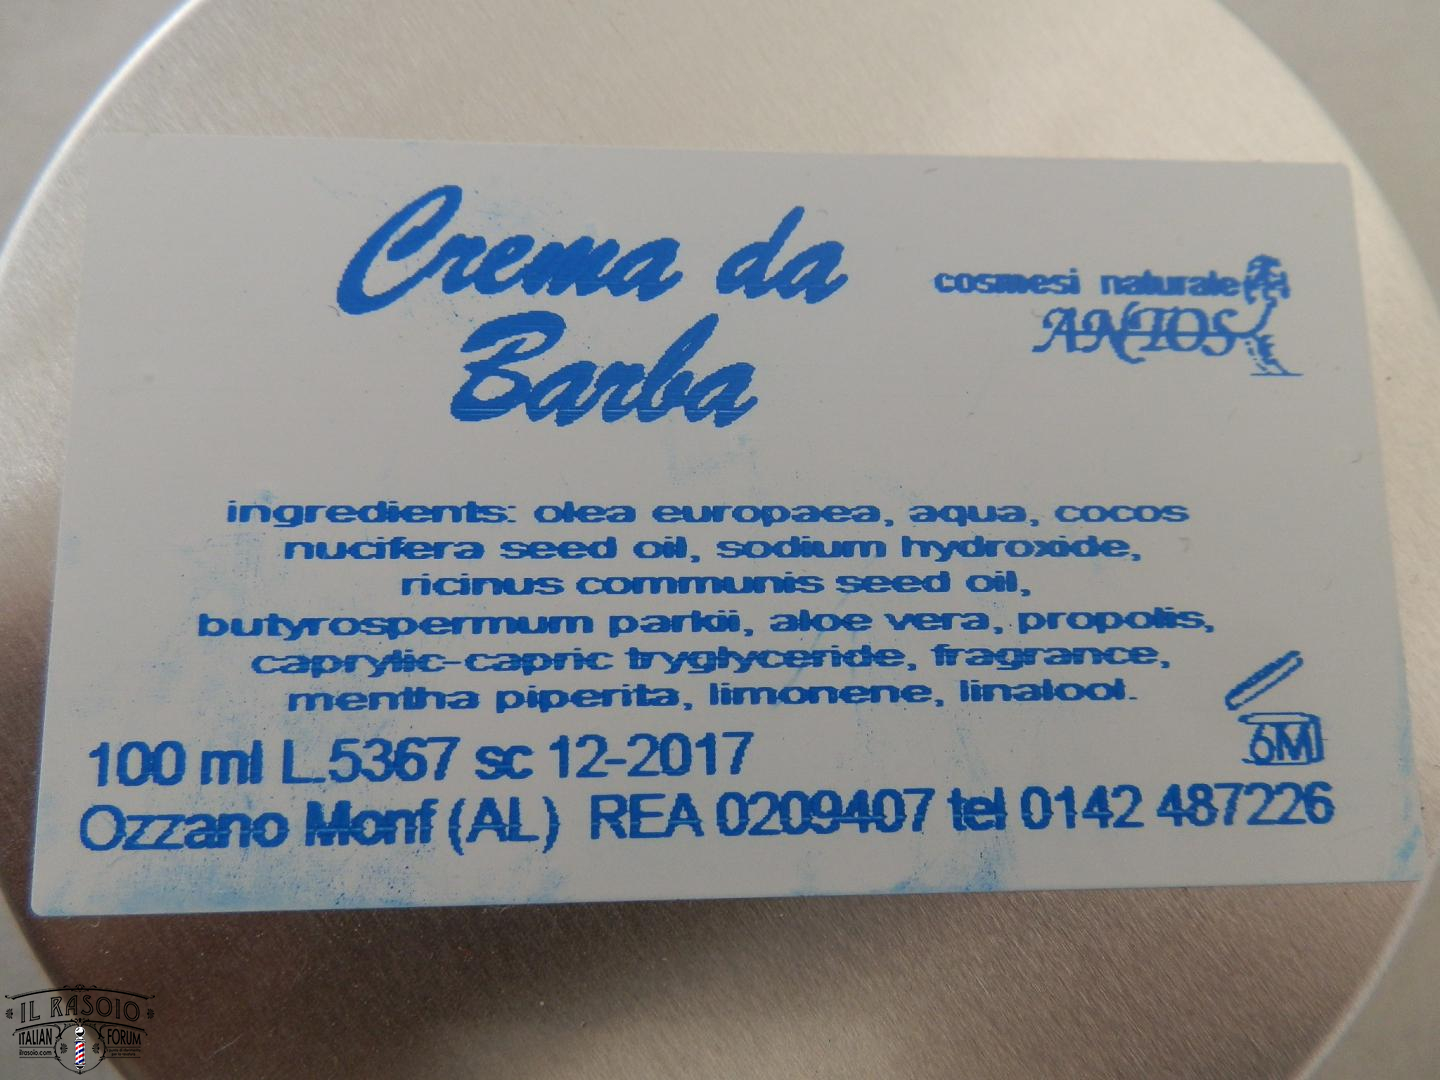 Crema da
Barba
cosmesi naturale
ANTOS
ingredients: olea europaea, aqua, cocos
nucifera seed oil, sodium hydroxide,
ricinus communis seed oil,
butyrospermum parkii, aloe vera, propolis,
caprylic-capric tryglyceride, fragrance,
mentha piperita, limonene, linalool.
6M
100 ml L.5367 sc 12-2017
Ozzano Monf (AL) REA 0209407 tel 0142 487226
IL RASOIO
ITALIAN FORUM
ilrasoio.com